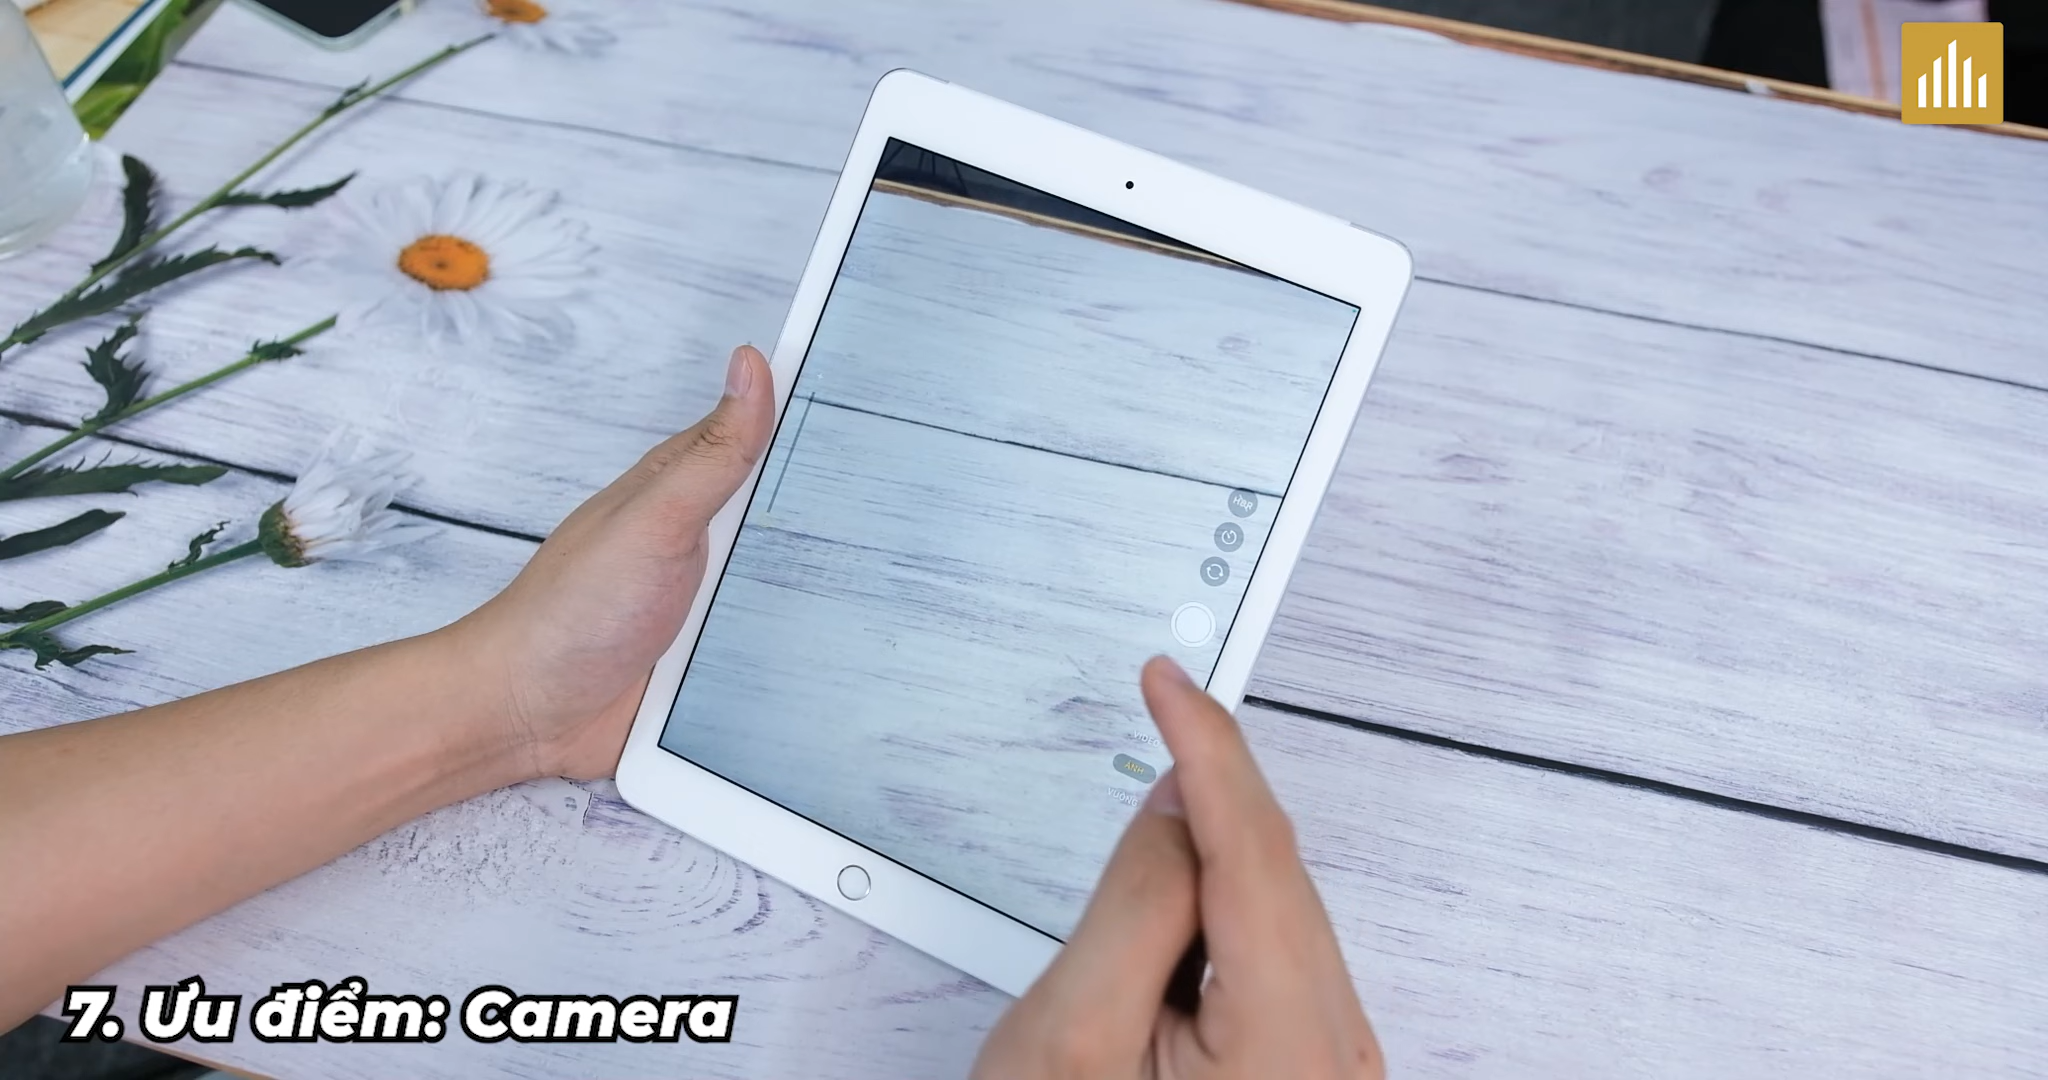 HDR
VIDEO
ẢNH
VUÔNG
7. Ưu điểm: Camera